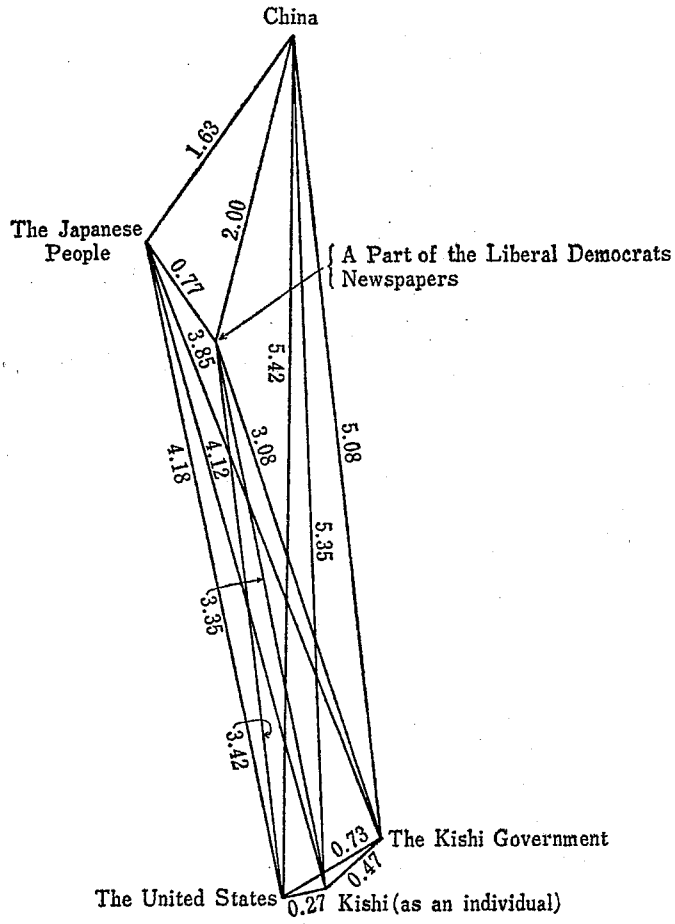 China
1.63
2.00
The Japanese
People
A Part of the Liberal Democrats
Newspapers
0.77
3.85
5.42
4.18
4.12
3.08
5.08
5.35
3.35
3.42
0.73
The Kishi Government
0.47
The United States
0.27
Kishi (as an individual)